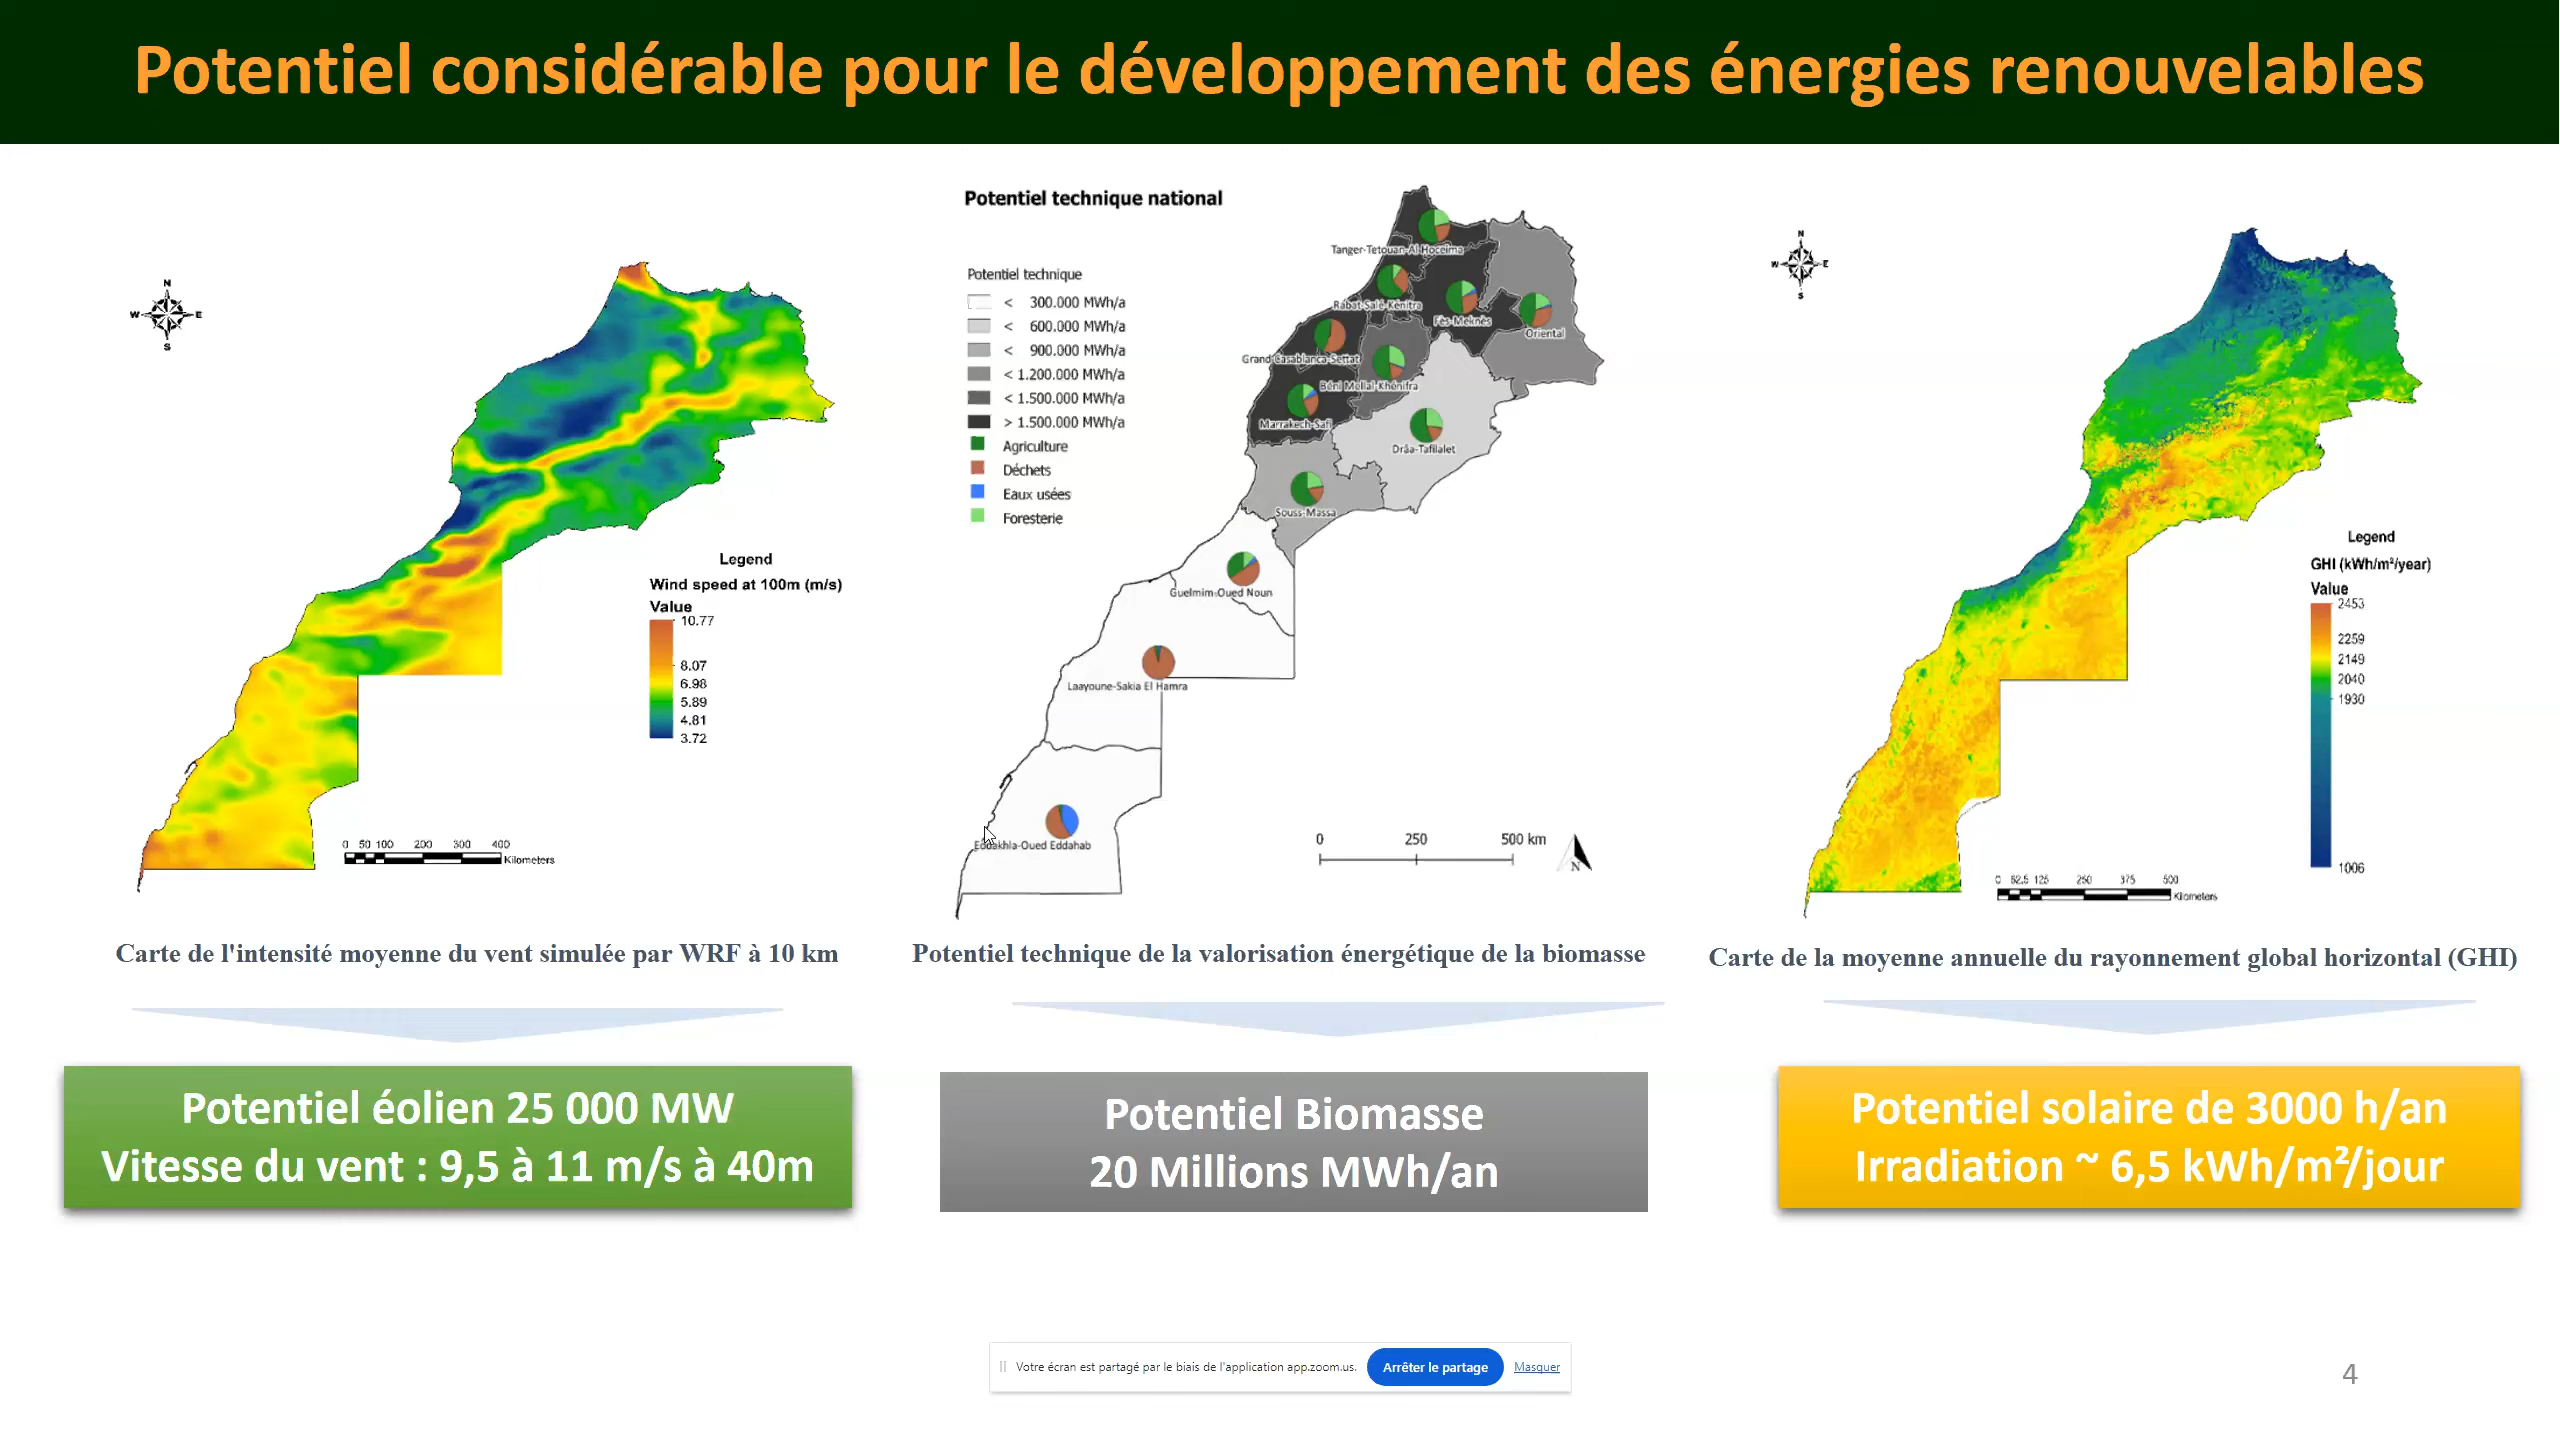 Potentiel considérable pour le développement des énergies renouvelables
N
W E
S
Legend
Wind speed at 100m (m/s)
Value
10.77
8.07
6.98
5.89
4.81
3.72
0 50 100 200 300 400
Kilometers
Carte de l'intensité moyenne du vent simulée par WRF à 10 km
Potentiel éolien 25 000 MW
Vitesse du vent : 9,5 à 11 m/s à 40m
Potentiel technique national
Potentiel technique
< 300.000 MWh/a
< 600.000 MWh/a
< 900.000 MWh/a
< 1.200.000 MWh/a
< 1.500.000 MWh/a
> 1.500.000 MWh/a
Agriculture
Déchets
Eaux usées
Foresterie
Tanger-Tetouan-Al Hoceima
Rabat-Salé-Kénitra
Fès-Meknès
Oriental
Grand Casablanca-Settat
Béni Mellal-Khénifra
Marrakech-Safi
Drâa-Tafilalet
Souss-Massa
Guelmim-Oued Noun
Laayoune-Sakia El Hamra
Eddakhla-Oued Eddahab
0 250 500 km
N
Potentiel technique de la valorisation énergétique de la biomasse
Potentiel Biomasse
20 Millions MWh/an
N
W E
S
Legend
GHI (kWh/m²/year)
Value
2453
2259
2149
2040
1930
1006
0 62.5 125 250 375 500
Kilometers
Carte de la moyenne annuelle du rayonnement global horizontal (GHI)
Potentiel solaire de 3000 h/an
Irradiation ~ 6,5 kWh/m²/jour
Votre écran est partagé par le biais de l'application app.zoom.us. Arrêter le partage Masquer
4